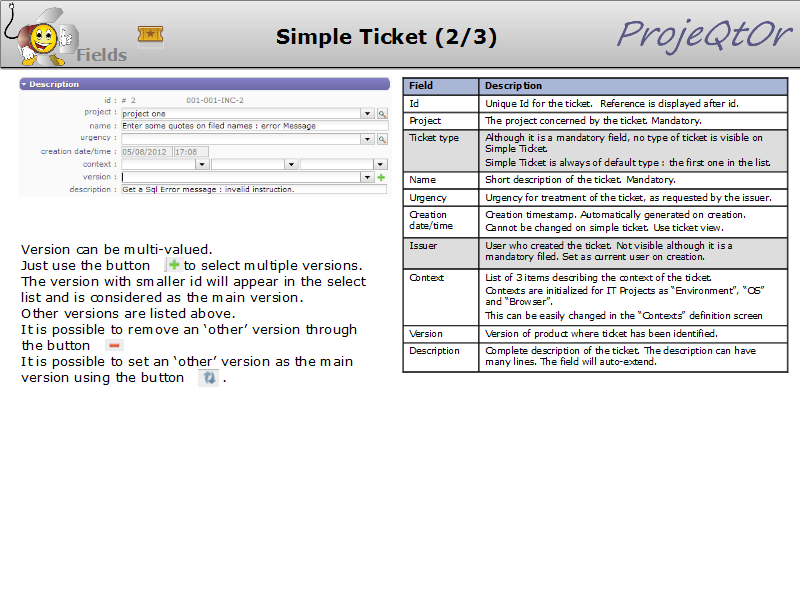 Simple Ticket (2/3)
ProjeQtOr
Fields
Description
id : # 2 001-001-INC-2
project : project one
name : Enter some quotes on filed names : error Message
urgency :
creation date/time : 05/08/2012 17:08
context :
version :
description : Get a Sql Error message : invalid instruction.
Version can be multi-valued.
Just use the button to select multiple versions.
The version with smaller id will appear in the select
list and is considered as the main version.
Other versions are listed above.
It is possible to remove an ‘other’ version through
the button
It is possible to set an ‘other’ version as the main
version using the button .
Field Description
Id Unique Id for the ticket. Reference is displayed after id.
Project The project concerned by the ticket. Mandatory.
Ticket type Although it is a mandatory field, no type of ticket is visible on
Simple Ticket.
Simple Ticket is always of default type : the first one in the list.
Name Short description of the ticket. Mandatory.
Urgency Urgency for treatment of the ticket, as requested by the issuer.
Creation Creation timestamp. Automatically generated on creation.
date/time Cannot be changed on simple ticket. Use ticket view.
Issuer User who created the ticket. Not visible although it is a
mandatory filed. Set as current user on creation.
Context List of 3 items describing the context of the ticket.
Contexts are initialized for IT Projects as “Environment”, “OS”
and “Browser”.
This can be easily changed in the “Contexts” definition screen
Version Version of product where ticket has been identified.
Description Complete description of the ticket. The description can have
many lines. The field will auto-extend.